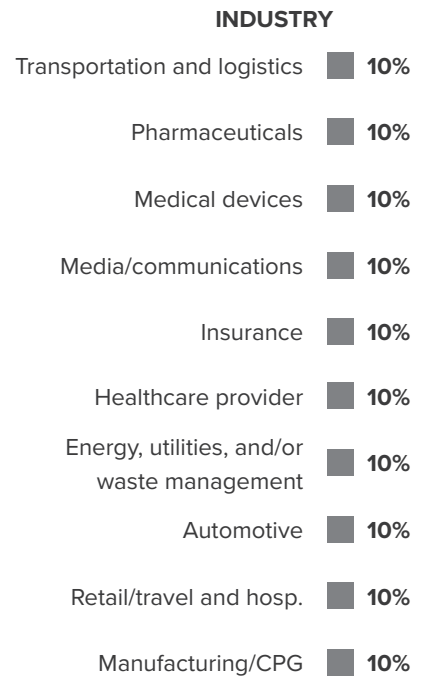 INDUSTRY
Transportation and logistics 10%
Pharmaceuticals 10%
Medical devices 10%
Media/communications 10%
Insurance 10%
Healthcare provider 10%
Energy, utilities, and/or
waste management 10%
Automotive 10%
Retail/travel and hosp. 10%
Manufacturing/CPG 10%